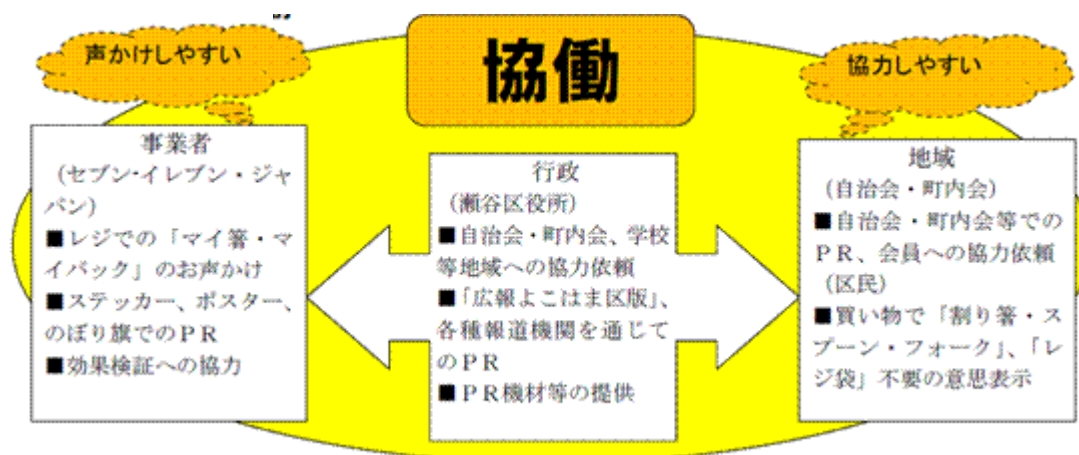 協働
声かけしやすい
協力しやすい
事業者
(セブン-イレブン・ジャ
パン)
■レジでの「マイ箸・マ
イバック」のお声かけ
■ステッカー、ポスター、
のぼり旗でのPR
■効果検証への協力
行政
(瀬谷区役所)
■自治会・町内会、学校
等地域への協力依頼
■「広報よこはま区版」、
各種報道機関を通じて
のPR
■PR機材等の提供
地域
(自治会・町内会)
■自治会・町内会等での
PR、会員への協力依頼
(区民)
■買い物で「割り箸・ス
プーン・フォーク」、「レ
ジ袋」不要の意思表示